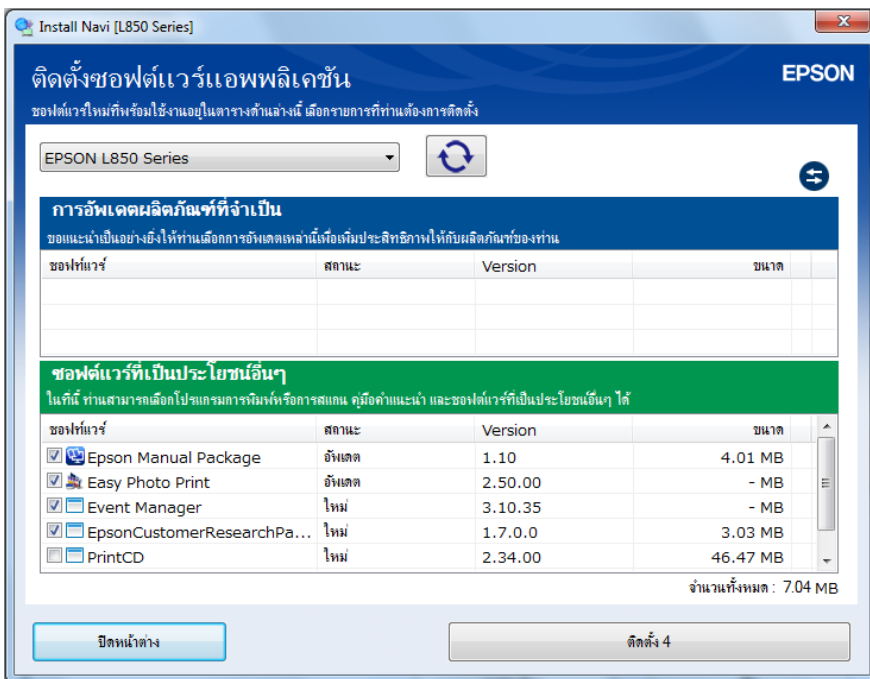 Install Navi [L850 Series]
ติดตั้งซอฟต์แวร์แอพพลิเคชัน
EPSON
ซอฟต์แวร์ใหม่ที่พร้อมใช้งานอยู่ในตารางด้านล่างนี้ เลือกรายการที่ท่านต้องการติดตั้ง
EPSON L850 Series
การอัพเดตผลิตภัณฑ์ที่จำเป็น
ขอแนะนำเป็นอย่างยิ่งให้ท่านเลือกการอัพเดตเหล่านี้เพื่อเพิ่มประสิทธิภาพให้กับผลิตภัณฑ์ของท่าน
ซอฟท์แวร์ สถานะ Version ขนาด
ซอฟต์แวร์ที่เป็นประโยชน์อื่นๆ
ในที่นี้ ท่านสามารถเลือกโปรแกรมการพิมพ์หรือการสแกน คู่มือคำแนะนำ และซอฟต์แวร์ที่เป็นประโยชน์อื่นๆ ได้
ซอฟท์แวร์ สถานะ Version ขนาด
Epson Manual Package อัพเดต 1.10 4.01 MB
Easy Photo Print อัพเดต 2.50.00 - MB
Event Manager ใหม่ 3.10.35 - MB
EpsonCustomerResearchPa... ใหม่ 1.7.0.0 3.03 MB
PrintCD ใหม่ 2.34.00 46.47 MB
จำนวนทั้งหมด : 7.04 MB
ปิดหน้าต่าง
ติดตั้ง 4